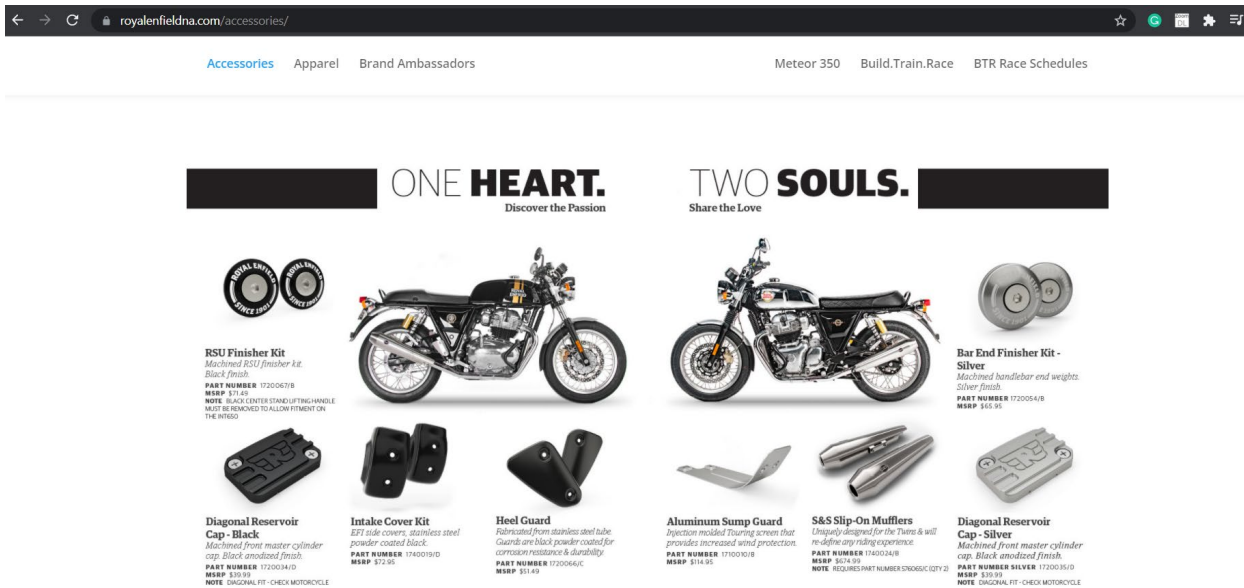 royalenfieldna.com/accessories/
Accessories Apparel Brand Ambassadors
Meteor 350 Build.Train.Race BTR Race Schedules
ONE HEART.
Discover the Passion
TWO SOULS.
Share the Love
ROYAL ENFIELD
SINCE 1901
RSU Finisher Kit
Machined RSU finisher kit.
Black finish.
PART NUMBER 1720067/B
MSRP $71.49
NOTE BLACK CENTER STAND LIFTING HANDLE
MUST BE REMOVED TO ALLOW FITMENT ON
THE INT650
Bar End Finisher Kit -
Silver
Machined handlebar end weights.
Silver finish.
PART NUMBER 1720054/B
MSRP $65.95
Diagonal Reservoir
Cap - Black
Machined front master cylinder
cap. Black anodized finish.
PART NUMBER 1720034/D
MSRP $39.99
NOTE DIAGONAL FIT - CHECK MOTORCYCLE
Intake Cover Kit
EFI side covers, stainless steel
powder coated black.
PART NUMBER 1740019/D
MSRP $72.95
Heel Guard
Fabricated from stainless steel tube.
Guards are black powder coated for
corrosion resistance & durability.
PART NUMBER 1720066/C
MSRP $51.49
Aluminum Sump Guard
Injection molded Touring screen that
provides increased wind protection.
PART NUMBER 1710010/B
MSRP $114.95
S&S Slip-On Mufflers
Uniquely designed for the Twins & will
re-define any riding experience.
PART NUMBER 1740024/B
MSRP $674.99
NOTE REQUIRES PART NUMBER 576065/C (QTY 2)
Diagonal Reservoir
Cap - Silver
Machined front master cylinder
cap. Black anodized finish.
PART NUMBER SILVER 1720035/D
MSRP $39.99
NOTE DIAGONAL FIT - CHECK MOTORCYCLE